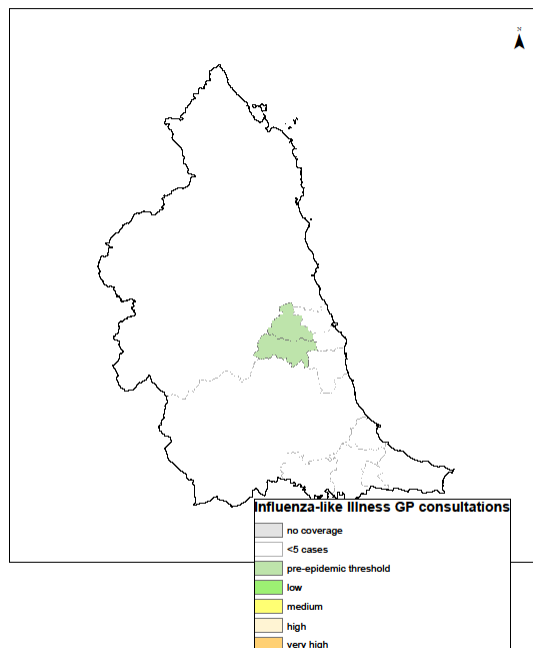 N
Influenza-like Illness GP consultations
no coverage
<5 cases
pre-epidemic threshold
low
medium
high
very high